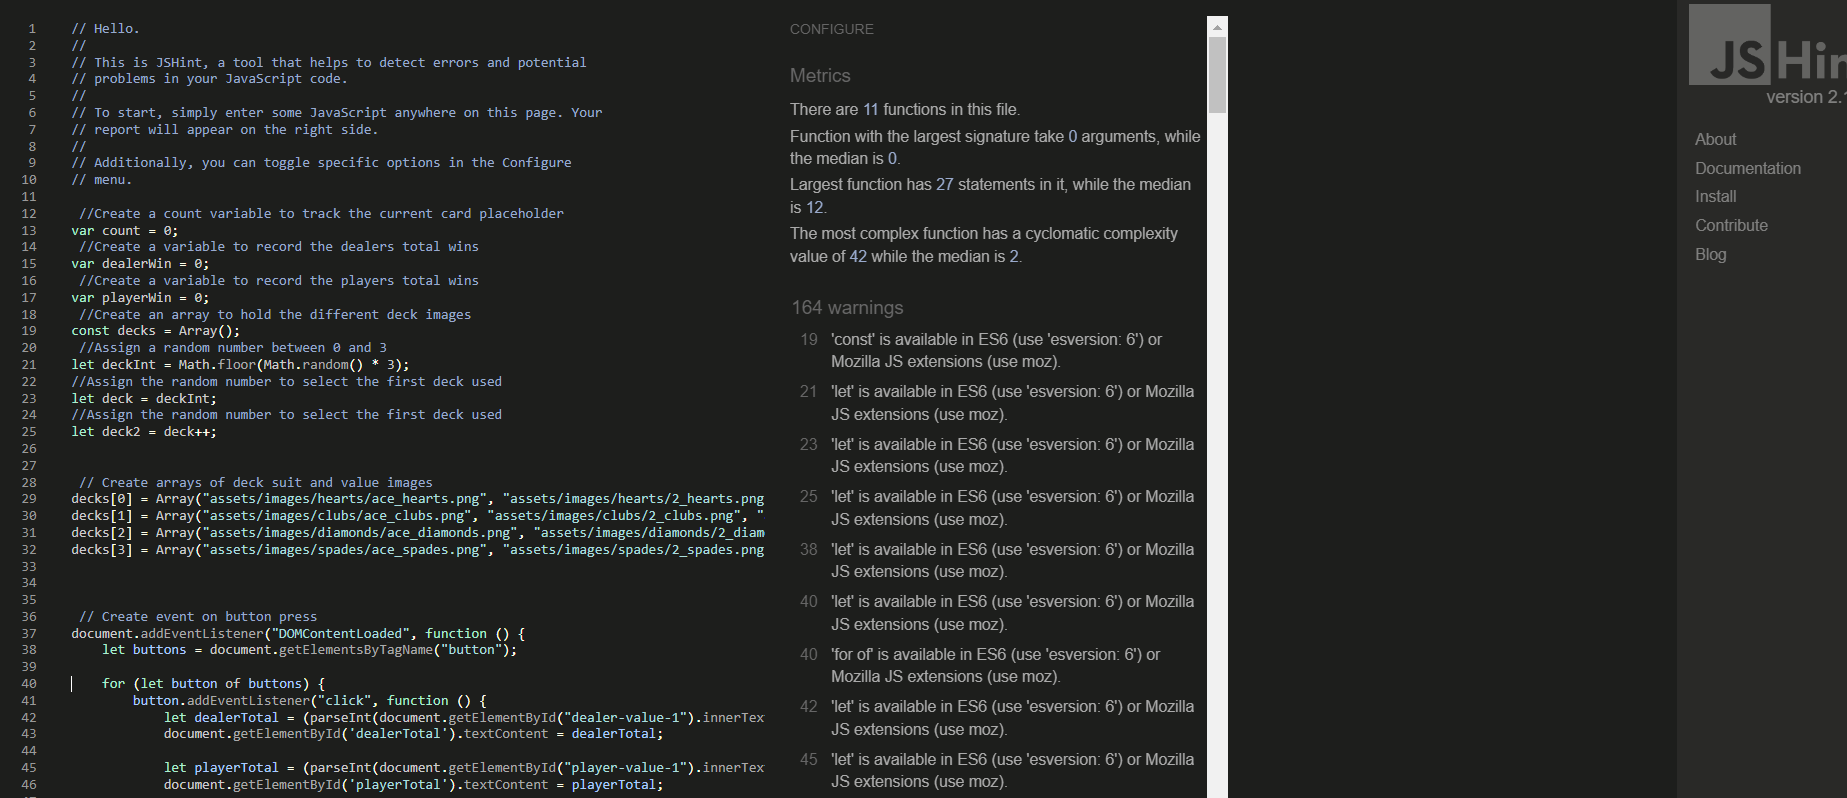 1 // Hello.
2 //
3 // This is JSHint, a tool that helps to detect errors and potential
4 // problems in your JavaScript code.
5 //
6 // To start, simply enter some JavaScript anywhere on this page. Your
7 // report will appear on the right side.
8 //
9 // Additionally, you can toggle specific options in the Configure
10 // menu.
11
12 //Create a count variable to track the current card placeholder
13 var count = 0;
14 //Create a variable to record the dealers total wins
15 var dealerWin = 0;
16 //Create a variable to record the players total wins
17 var playerWin = 0;
18 //Create an array to hold the different deck images
19 const decks = Array();
20 //Assign a random number between 0 and 3
21 let deckInt = Math.floor(Math.random() * 3);
22 //Assign the random number to select the first deck used
23 let deck = deckInt;
24 //Assign the random number to select the first deck used
25 let deck2 = deck++;
26
27
28 // Create arrays of deck suit and value images
29 decks[0] = Array("assets/images/hearts/ace_hearts.png", "assets/images/hearts/2_hearts.png
30 decks[1] = Array("assets/images/clubs/ace_clubs.png", "assets/images/clubs/2_clubs.png", "
31 decks[2] = Array("assets/images/diamonds/ace_diamonds.png", "assets/images/diamonds/2_diam
32 decks[3] = Array("assets/images/spades/ace_spades.png", "assets/images/spades/2_spades.png
33
34
35
36 // Create event on button press
37 document.addEventListener("DOMContentLoaded", function () {
38 let buttons = document.getElementsByTagName("button");
39
40 for (let button of buttons) {
41 button.addEventListener("click", function () {
42 let dealerTotal = (parseInt(document.getElementById("dealer-value-1").innerTex
43 document.getElementById('dealerTotal').textContent = dealerTotal;
44
45 let playerTotal = (parseInt(document.getElementById("player-value-1").innerTex
46 document.getElementById('playerTotal').textContent = playerTotal;
CONFIGURE
Metrics
There are 11 functions in this file.
Function with the largest signature take 0 arguments, while
the median is 0.
Largest function has 27 statements in it, while the median
is 12.
The most complex function has a cyclomatic complexity
value of 42 while the median is 2.
164 warnings
19 'const' is available in ES6 (use 'esversion: 6') or
Mozilla JS extensions (use moz).
21 'let' is available in ES6 (use 'esversion: 6') or Mozilla
JS extensions (use moz).
23 'let' is available in ES6 (use 'esversion: 6') or Mozilla
JS extensions (use moz).
25 'let' is available in ES6 (use 'esversion: 6') or Mozilla
JS extensions (use moz).
38 'let' is available in ES6 (use 'esversion: 6') or Mozilla
JS extensions (use moz).
40 'let' is available in ES6 (use 'esversion: 6') or Mozilla
JS extensions (use moz).
40 'for of' is available in ES6 (use 'esversion: 6') or
Mozilla JS extensions (use moz).
42 'let' is available in ES6 (use 'esversion: 6') or Mozilla
JS extensions (use moz).
45 'let' is available in ES6 (use 'esversion: 6') or Mozilla
JS extensions (use moz).
JS Hin
version 2.
About
Documentation
Install
Contribute
Blog